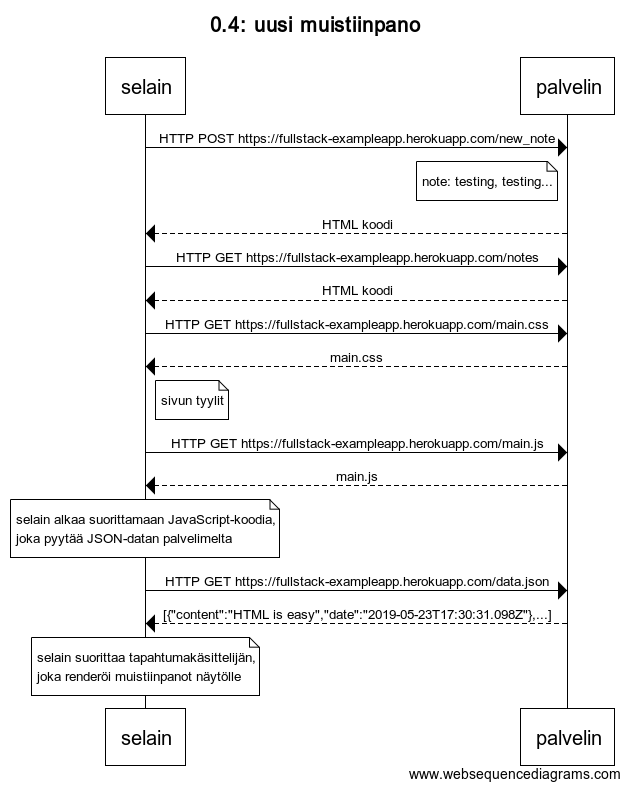 0.4: uusi muistiinpano
selain
palvelin
HTTP POST https://fullstack-exampleapp.herokuapp.com/new_note
note: testing, testing...
HTML koodi
HTTP GET https://fullstack-exampleapp.herokuapp.com/notes
HTML koodi
HTTP GET https://fullstack-exampleapp.herokuapp.com/main.css
main.css
sivun tyylit
HTTP GET https://fullstack-exampleapp.herokuapp.com/main.js
main.js
selain alkaa suorittamaan JavaScript-koodia,
joka pyytää JSON-datan palvelimelta
HTTP GET https://fullstack-exampleapp.herokuapp.com/data.json
[{"content":"HTML is easy","date":"2019-05-23T17:30:31.098Z"},...]
selain suorittaa tapahtumakäsittelijän,
joka renderöi muistiinpanot näytölle
selain
palvelin
www.websequencediagrams.com